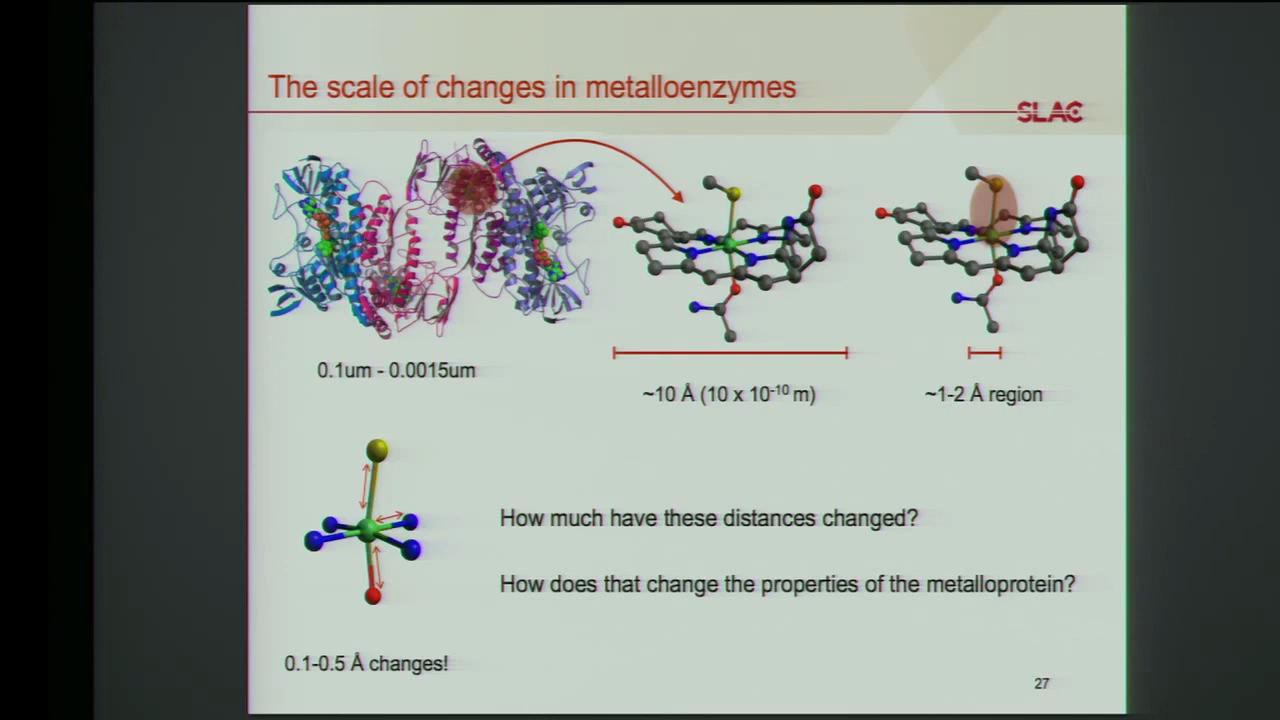 The scale of changes in metalloenzymes
SLAC
0.1um - 0.0015um
~10 Å (10 x 10⁻¹⁰ m)
~1-2 Å region
How much have these distances changed?
How does that change the properties of the metalloprotein?
0.1-0.5 Å changes!
27